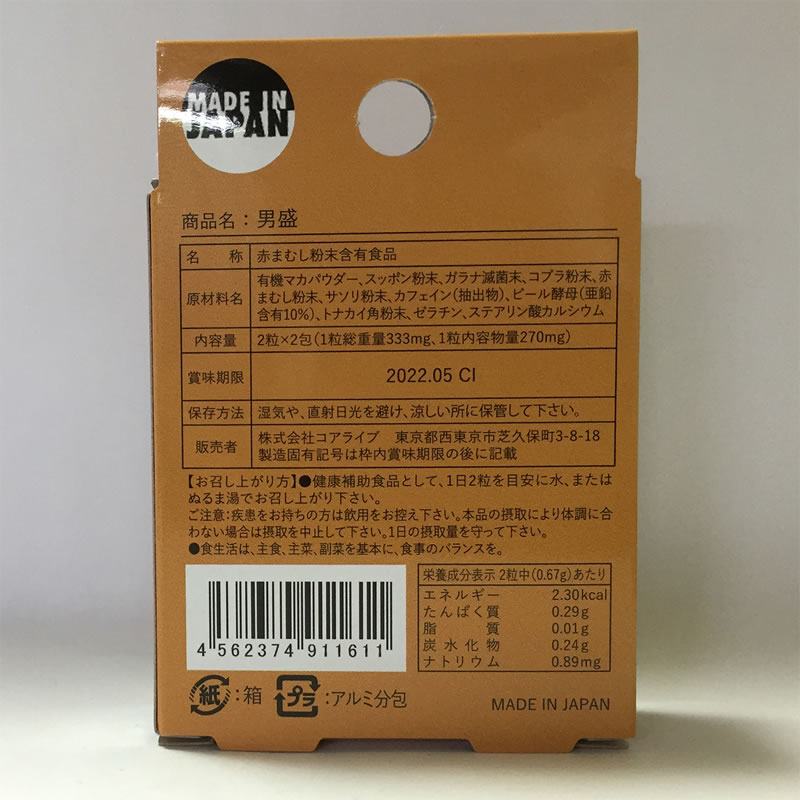 MADE IN
JAPAN
商品名：男盛
名 称 赤まむし粉末含有食品
原材料名 有機マカパウダー、スッポン粉末、ガラナ滅菌末、コブラ粉末、赤
まむし粉末、サソリ粉末、カフェイン（抽出物）、ビール酵母（亜鉛
含有10%）、トナカイ角粉末、ゼラチン、ステアリン酸カルシウム
内容量 2粒×2包（1粒総重量333mg、1粒内容物量270mg）
賞味期限 2022.05 CI
保存方法 湿気や、直射日光を避け、涼しい所に保管して下さい。
販売者 株式会社コアライブ 東京都西東京市芝久保町3-8-18
製造固有記号は枠内賞味期限の後に記載
【お召し上がり方】●健康補助食品として、1日2粒を目安に水、または
ぬるま湯でお召し上がり下さい。
ご注意：疾患をお持ちの方は飲用をお控え下さい。本品の摂取により体調に合
わない場合は摂取を中止して下さい。1日の摂取量を守って下さい。
●食生活は、主食、主菜、副菜を基本に、食事のバランスを。
栄養成分表示 2粒中（0.67g）あたり
エネルギー 2.30kcal
たんぱく質 0.29g
脂 質 0.01g
炭水化物 0.24g
ナトリウム 0.89mg
4 562374 911611
紙：箱 プラ：アルミ分包
MADE IN JAPAN